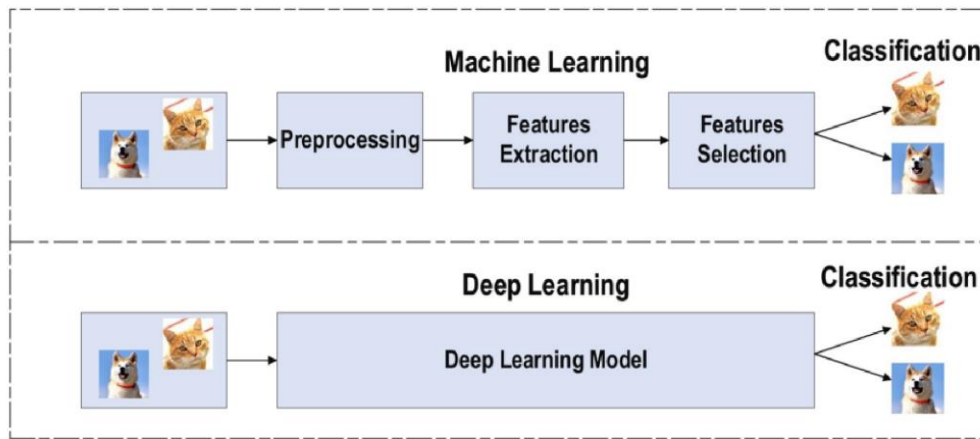 Classification
Machine Learning
Preprocessing
Features
Extraction
Features
Selection
Classification
Deep Learning
Deep Learning Model